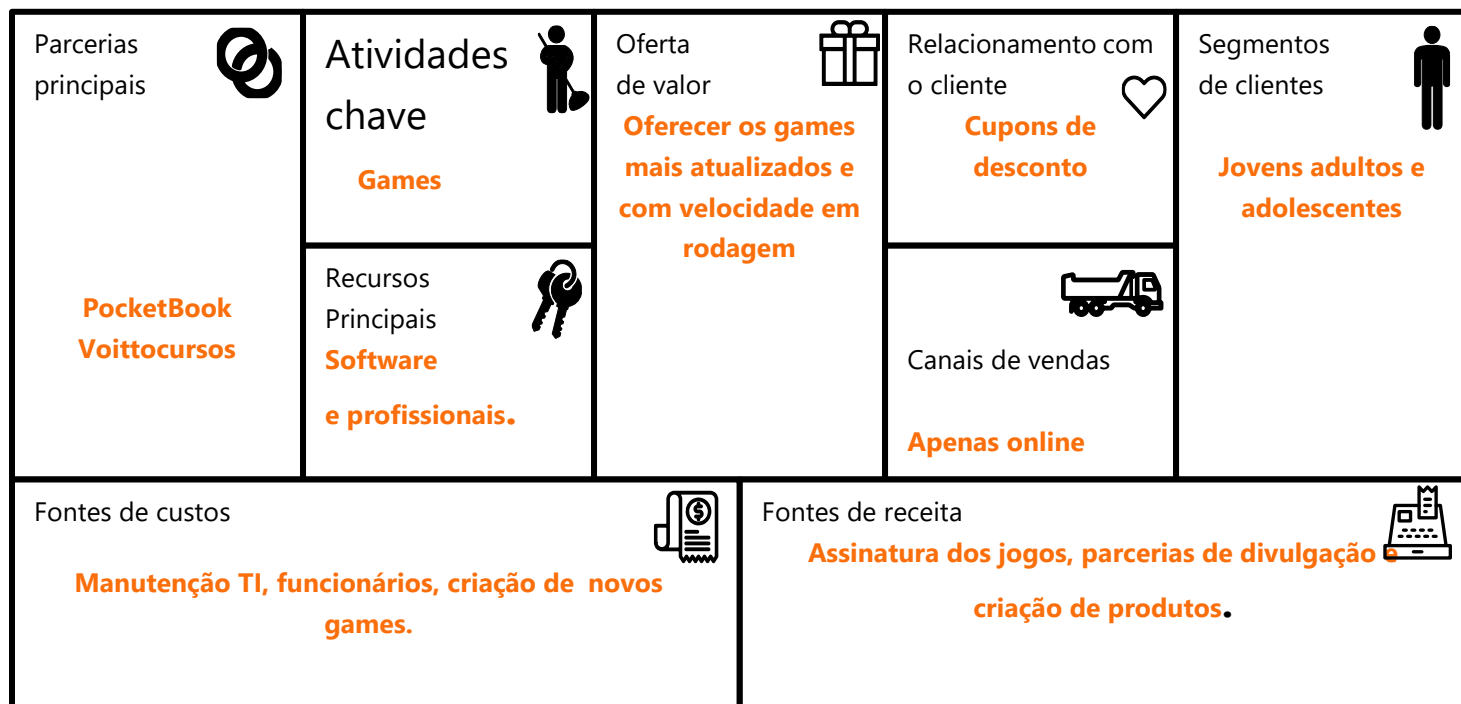 Parcerias
principais
PocketBook
Voittocursos
Atividades
chave
Games
Recursos
Principais
Software
e profissionais.
Oferta
de valor
Oferecer os games
mais atualizados e
com velocidade em
rodagem
Relacionamento com
o cliente
Cupons de
desconto
Canais de vendas
Apenas online
Segmentos
de clientes
Jovens adultos e
adolescentes
Fontes de custos
Manutenção TI, funcionários, criação de novos
games.
Fontes de receita
Assinatura dos jogos, parcerias de divulgação e
criação de produtos.